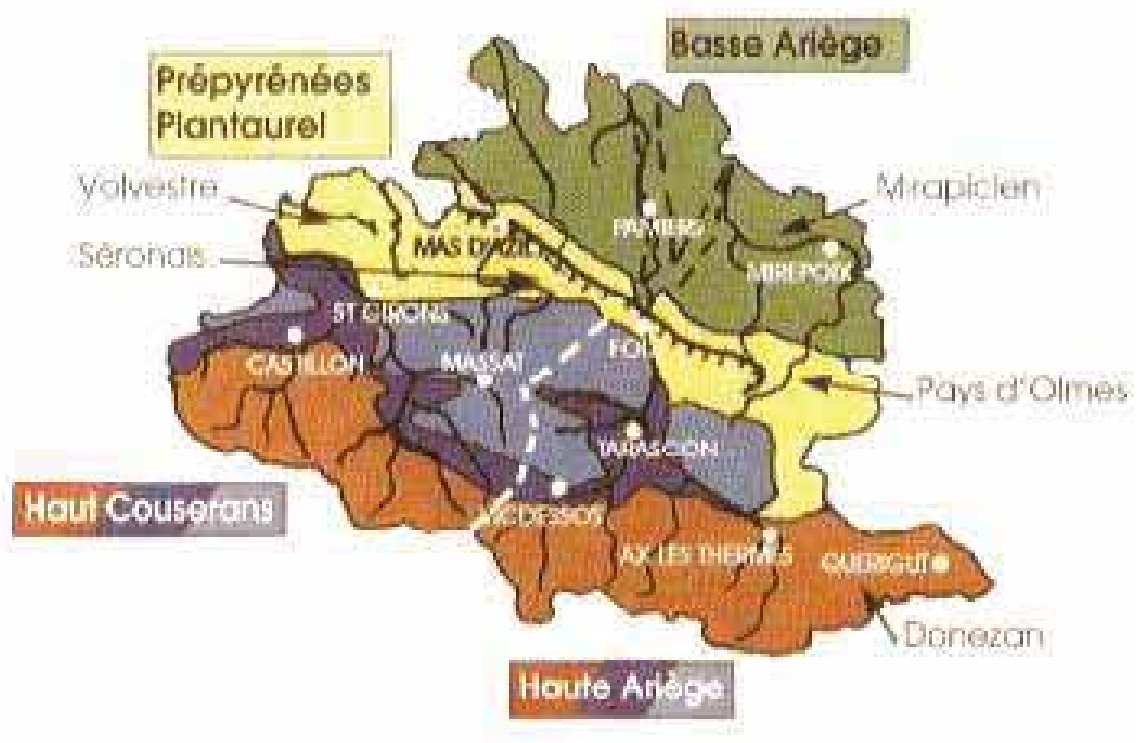 Basse Ariège
Prépyrénées
Plantaurel
Volvestre
Mirapicien
PAMIERS
MAS D'AZIL
Séronais
MIREPOIX
ST GIRONS
FOIX
CASTILLON
MASSAT
Pays d'Olmes
TARASCON
Haut Couserans
VICDESSOS
AX LES THERMES
QUERIGUT
Donezan
Haute Ariège